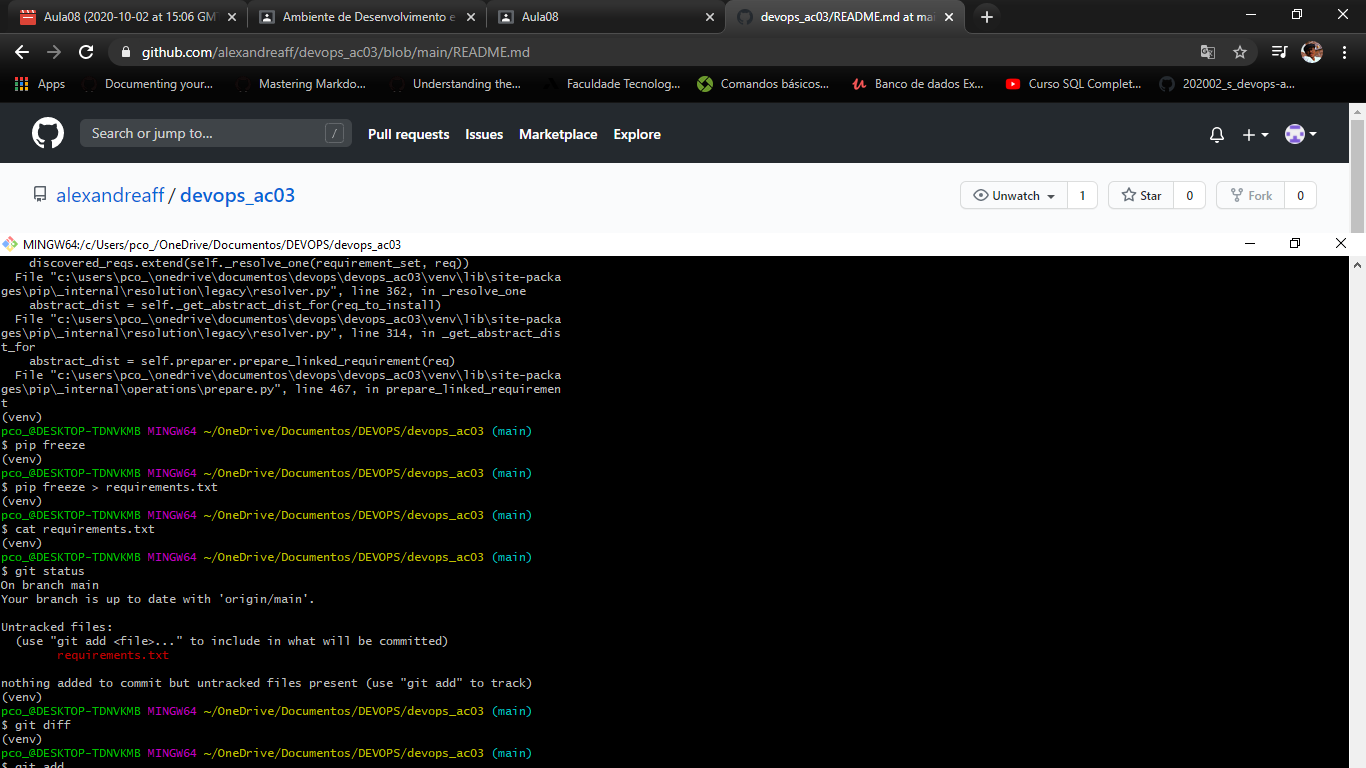 Aula08 (2020-10-02 at 15:06 GM
Ambiente de Desenvolvimento e
Aula08
devops_ac03/README.md at mai
github.com/alexandreaff/devops_ac03/blob/main/README.md
Apps
Documenting your...
Mastering Markdo...
Understanding the...
Faculdade Tecnolog...
Comandos básicos...
Banco de dados Ex...
Curso SQL Complet...
202002_s_devops-a...
Search or jump to...
/
Pull requests
Issues
Marketplace
Explore
alexandreaff / devops_ac03
Unwatch
1
Star
0
Fork
0
MINGW64:/c/Users/pco_/OneDrive/Documentos/DEVOPS/devops_ac03
discovered_reqs.extend(self._resolve_one(requirement_set, req))
File "c:\users\pco_\onedrive\documentos\devops\devops_ac03\venv\lib\site-packa
ges\pip\_internal\resolution\legacy\resolver.py", line 362, in _resolve_one
abstract_dist = self._get_abstract_dist_for(req_to_install)
File "c:\users\pco_\onedrive\documentos\devops\devops_ac03\venv\lib\site-packa
ges\pip\_internal\resolution\legacy\resolver.py", line 314, in _get_abstract_dis
t_for
abstract_dist = self.preparer.prepare_linked_requirement(req)
File "c:\users\pco_\onedrive\documentos\devops\devops_ac03\venv\lib\site-packa
ges\pip\_internal\operations\prepare.py", line 467, in prepare_linked_requiremen
t
(venv)
pco_@DESKTOP-TDNVKMB MINGW64 ~/OneDrive/Documentos/DEVOPS/devops_ac03 (main)
$ pip freeze
(venv)
pco_@DESKTOP-TDNVKMB MINGW64 ~/OneDrive/Documentos/DEVOPS/devops_ac03 (main)
$ pip freeze > requirements.txt
(venv)
pco_@DESKTOP-TDNVKMB MINGW64 ~/OneDrive/Documentos/DEVOPS/devops_ac03 (main)
$ cat requirements.txt
(venv)
pco_@DESKTOP-TDNVKMB MINGW64 ~/OneDrive/Documentos/DEVOPS/devops_ac03 (main)
$ git status
On branch main
Your branch is up to date with 'origin/main'.
Untracked files:
(use "git add <file>..." to include in what will be committed)
requirements.txt
nothing added to commit but untracked files present (use "git add" to track)
(venv)
pco_@DESKTOP-TDNVKMB MINGW64 ~/OneDrive/Documentos/DEVOPS/devops_ac03 (main)
$ git diff
(venv)
pco_@DESKTOP-TDNVKMB MINGW64 ~/OneDrive/Documentos/DEVOPS/devops_ac03 (main)
$ git add